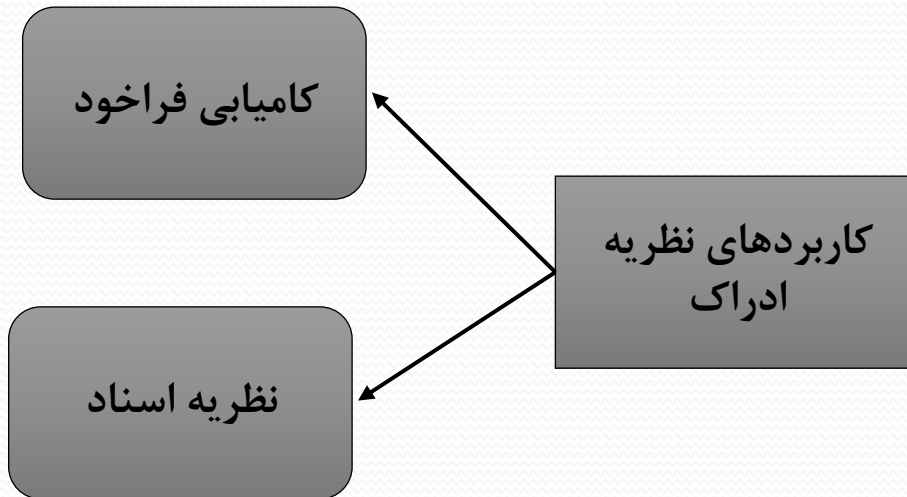 کامیابی فراخود
کاربردهای نظریه
ادراک
نظریه اسناد